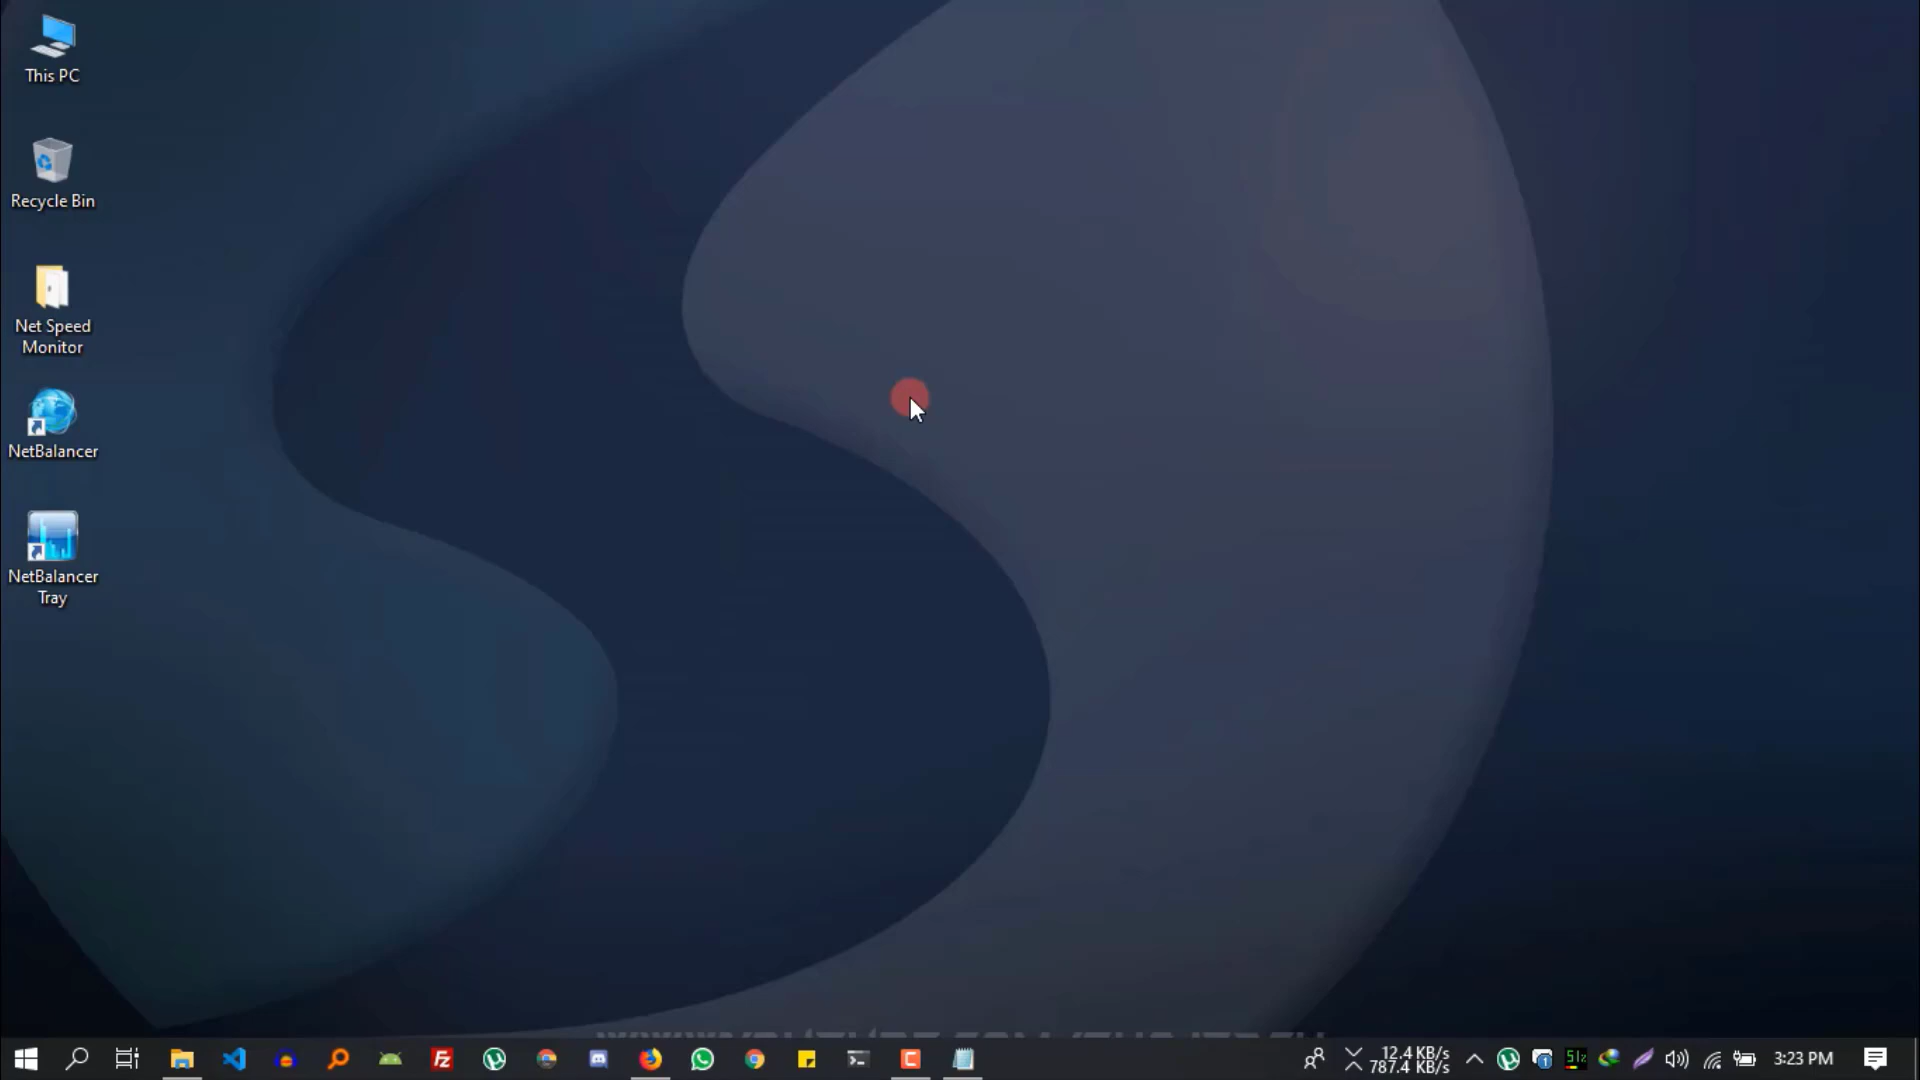 This PC
Recycle Bin
Net Speed
Monitor
NetBalancer
NetBalancer
Tray
12.4 KB/s
787.4 KB/s
3:23 PM